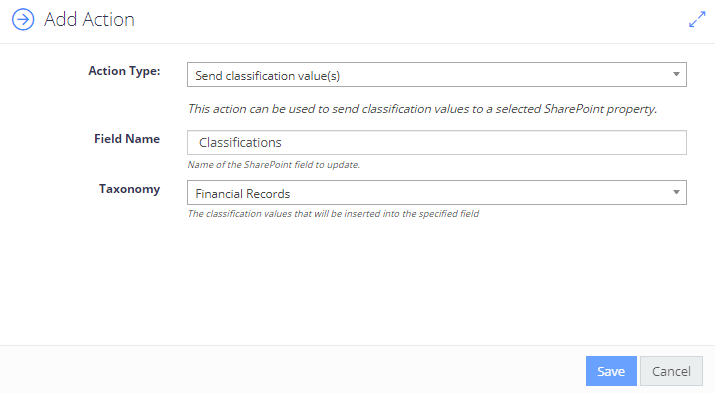 Add Action
Action Type:
Send classification value(s)
This action can be used to send classification values to a selected SharePoint property.
Field Name
Classifications
Name of the SharePoint field to update.
Taxonomy
Financial Records
The classification values that will be inserted into the specified field
Save
Cancel